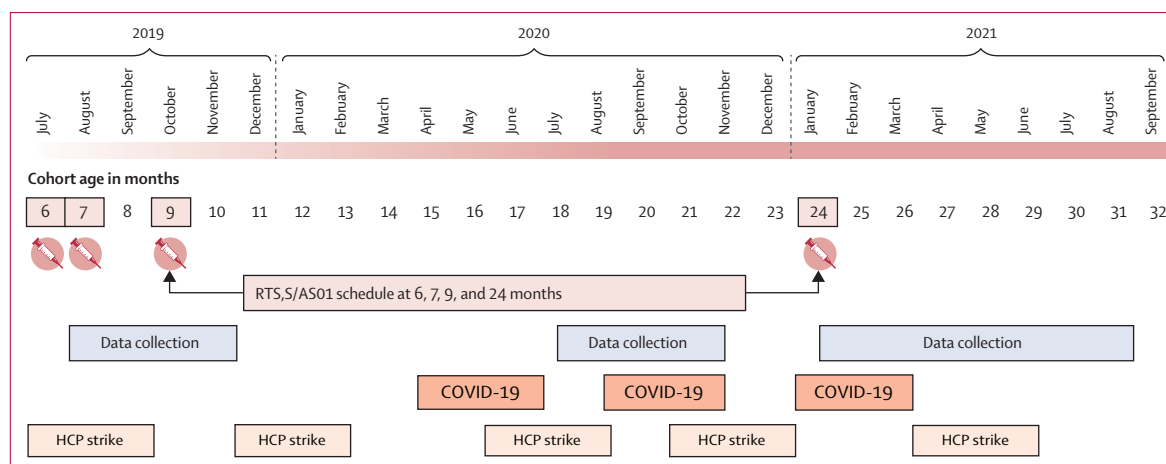 2019 2020 2021
July August September October November December January February March April May June July August September October November December January February March April May June July August September
Cohort age in months
6 7 8 9 10 11 12 13 14 15 16 17 18 19 20 21 22 23 24 25 26 27 28 29 30 31 32
RTS,S/AS01 schedule at 6, 7, 9, and 24 months
Data collection Data collection Data collection
COVID-19 COVID-19 COVID-19
HCP strike HCP strike HCP strike HCP strike HCP strike